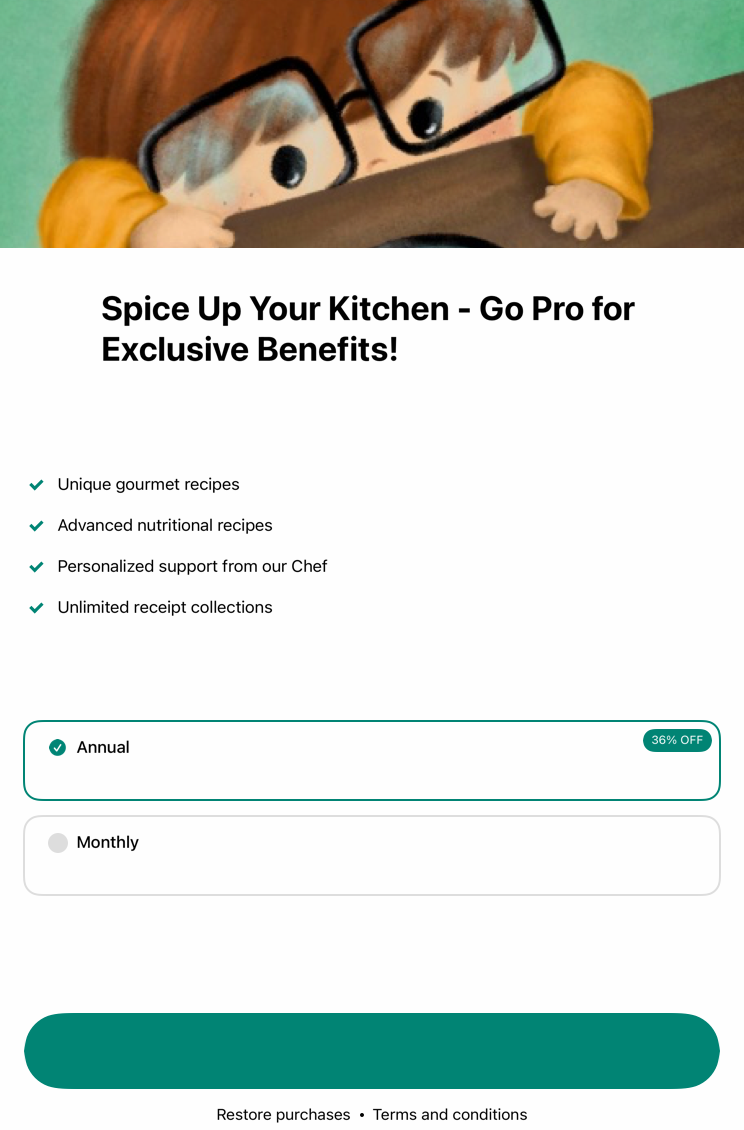 Spice Up Your Kitchen - Go Pro for
Exclusive Benefits!
Unique gourmet recipes
Advanced nutritional recipes
Personalized support from our Chef
Unlimited receipt collections
Annual
36% OFF
Monthly
Restore purchases • Terms and conditions